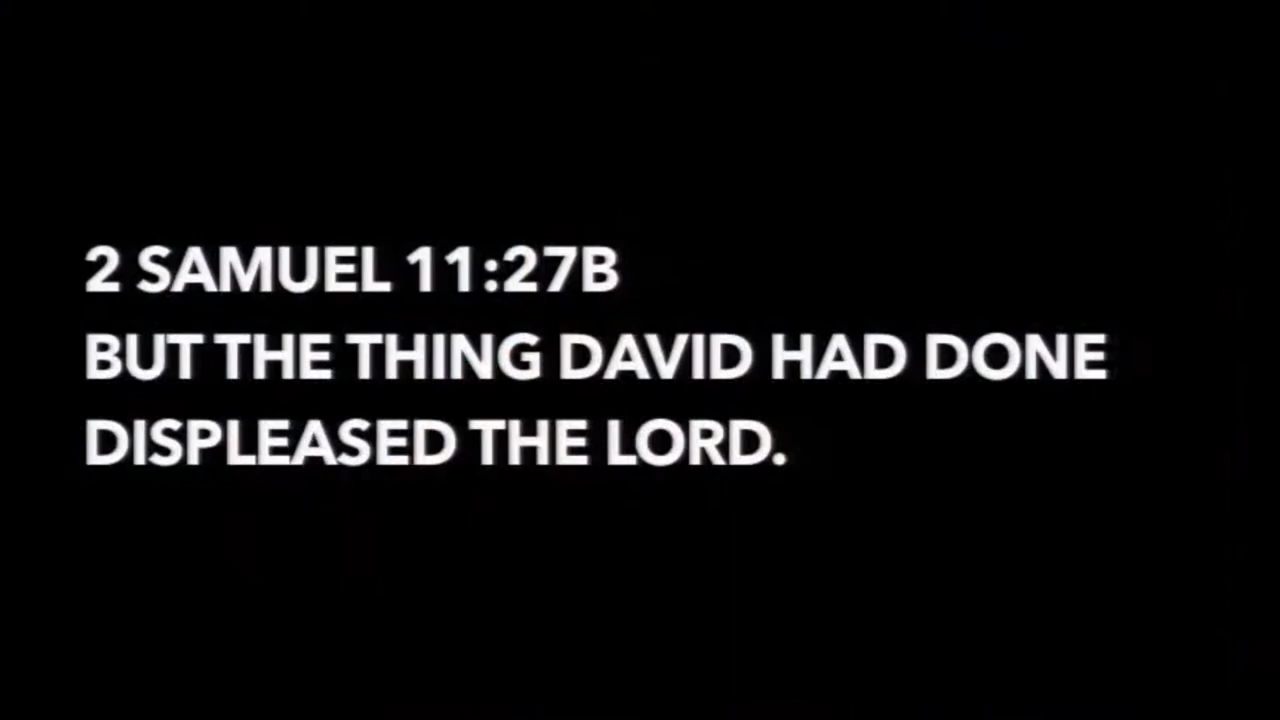 2 SAMUEL 11:27B
BUT THE THING DAVID HAD DONE
DISPLEASED THE LORD.